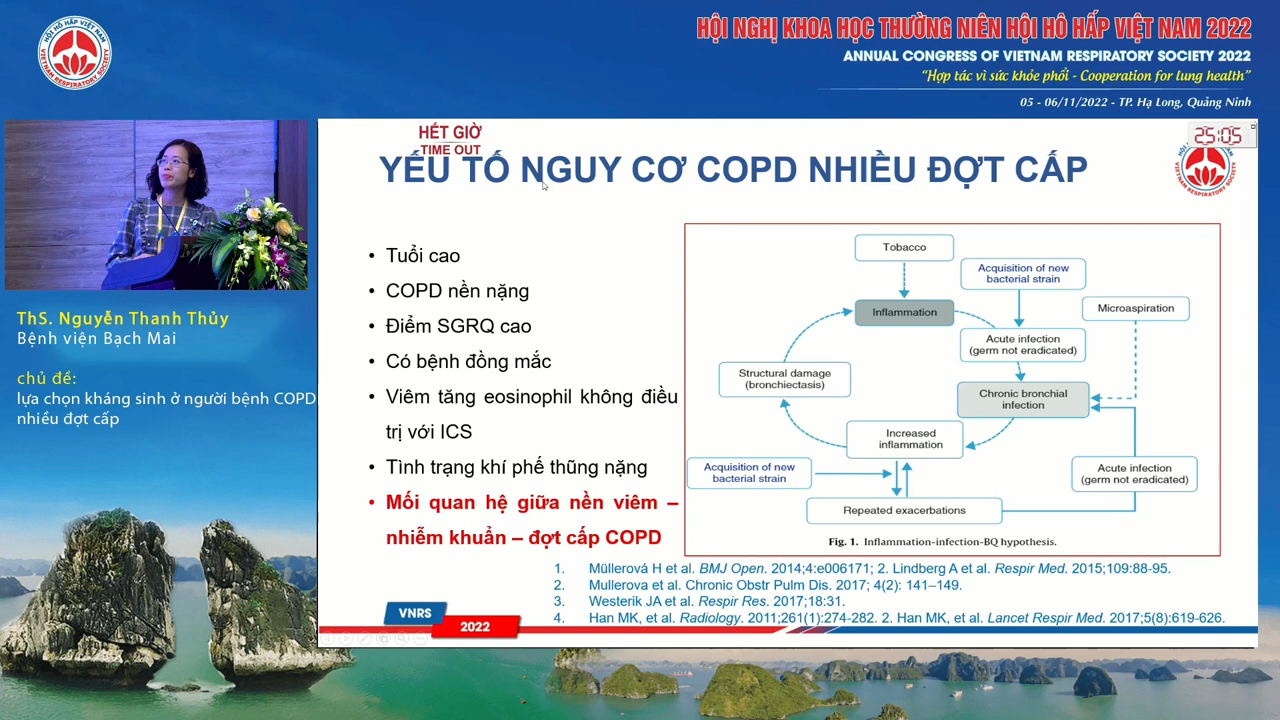 HỘI NGHỊ KHOA HỌC THƯỜNG NIÊN HỘI HÔ HẤP VIỆT NAM 2022
ANNUAL CONGRESS OF VIETNAM RESPIRATORY SOCIETY 2022
“Hợp tác vì sức khỏe phổi - Cooperation for lung health”
05 - 06/11/2022 - TP. Hạ Long, Quảng Ninh
HỘI HÔ HẤP VIỆT NAM
VIETNAM RESPIRATORY SOCIETY
ThS. Nguyễn Thanh Thủy
Bệnh viện Bạch Mai
chủ đề:
lựa chọn kháng sinh ở người bệnh COPD
nhiều đợt cấp
HẾT GIỜ
TIME OUT
25:05
YẾU TỐ NGUY CƠ COPD NHIỀU ĐỢT CẤP
• Tuổi cao
• COPD nền nặng
• Điểm SGRQ cao
• Có bệnh đồng mắc
• Viêm tăng eosinophil không điều
trị với ICS
• Tình trạng khí phế thũng nặng
• Mối quan hệ giữa nền viêm –
nhiễm khuẩn – đợt cấp COPD
Tobacco
Acquisition of new
bacterial strain
Inflammation
Microaspiration
Acute infection
(germ not eradicated)
Structural damage
(bronchiectasis)
Chronic bronchial
infection
Increased
inflammation
Acquisition of new
bacterial strain
Acute infection
(germ not eradicated)
Repeated exacerbations
Fig. 1. Inflammation-infection-BQ hypothesis.
1. Müllerová H et al. BMJ Open. 2014;4:e006171; 2. Lindberg A et al. Respir Med. 2015;109:88-95.
2. Mullerova et al. Chronic Obstr Pulm Dis. 2017; 4(2): 141–149.
3. Westerik JA et al. Respir Res. 2017;18:31.
4. Han MK, et al. Radiology. 2011;261(1):274-282. 2. Han MK, et al. Lancet Respir Med. 2017;5(8):619-626.
VNRS
2022